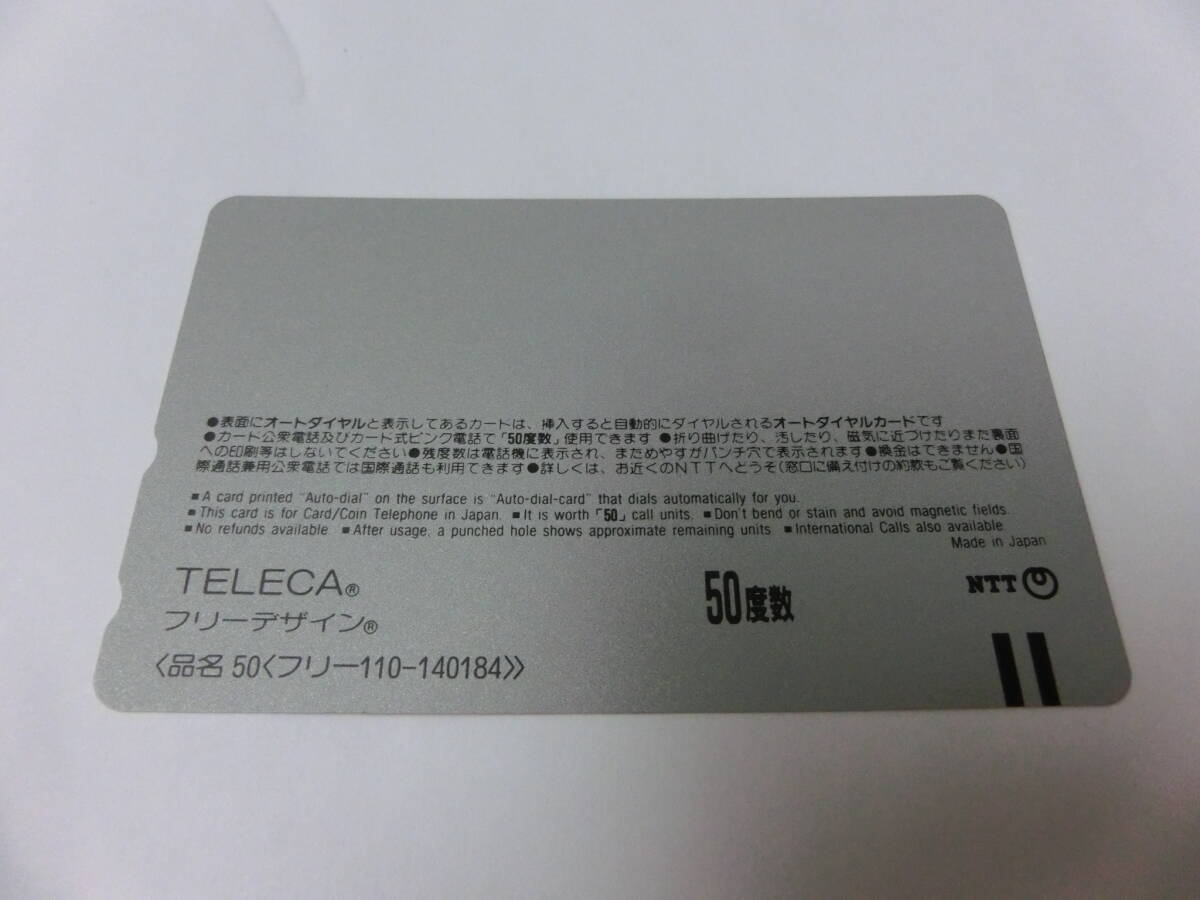 ●表面にオートダイヤルと表示してあるカードは、挿入すると自動的にダイヤルされるオートダイヤルカードです
●カード公衆電話及びカード式ピンク電話で「50度数」使用できます ●折り曲げたり、汚したり、磁気に近づけたりまた裏面
への印刷等はしないでください●残度数は電話機に表示され、まためやすがパンチ穴で表示されます●換金はできません●国
際通話兼用公衆電話では国際通話も利用できます●詳しくは、お近くのNTTへどうぞ(窓口に備え付けの約款もご覧ください)
■ A card printed "Auto-dial" on the surface is "Auto-dial-card" that dials automatically for you.
■ This card is for Card/Coin Telephone in Japan. ■ It is worth「50」call units. ■ Don't bend or stain and avoid magnetic fields.
■ No refunds available. ■ After usage, a punched hole shows approximate remaining units. ■ International Calls also available.
Made in Japan
TELECA®
フリーデザイン®
〈品名 50〈フリー110-140184〉〉
50度数
NTT